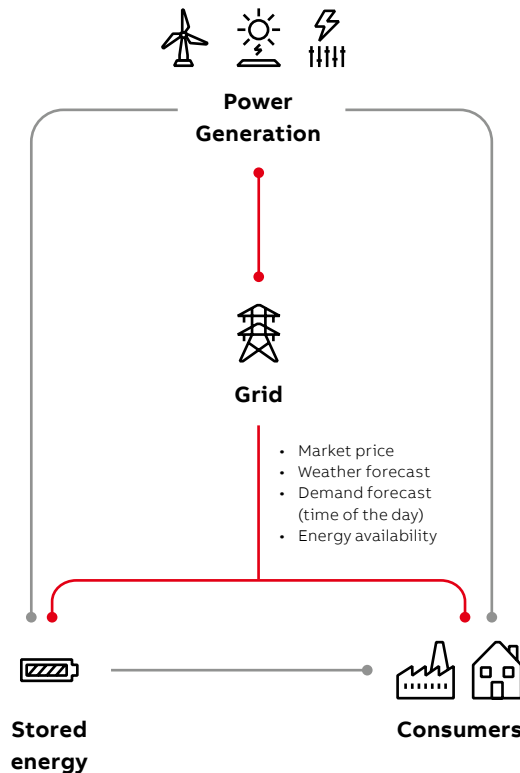 Power
Generation
Grid
• Market price
• Weather forecast
• Demand forecast
(time of the day)
• Energy availability
Stored
energy
Consumers